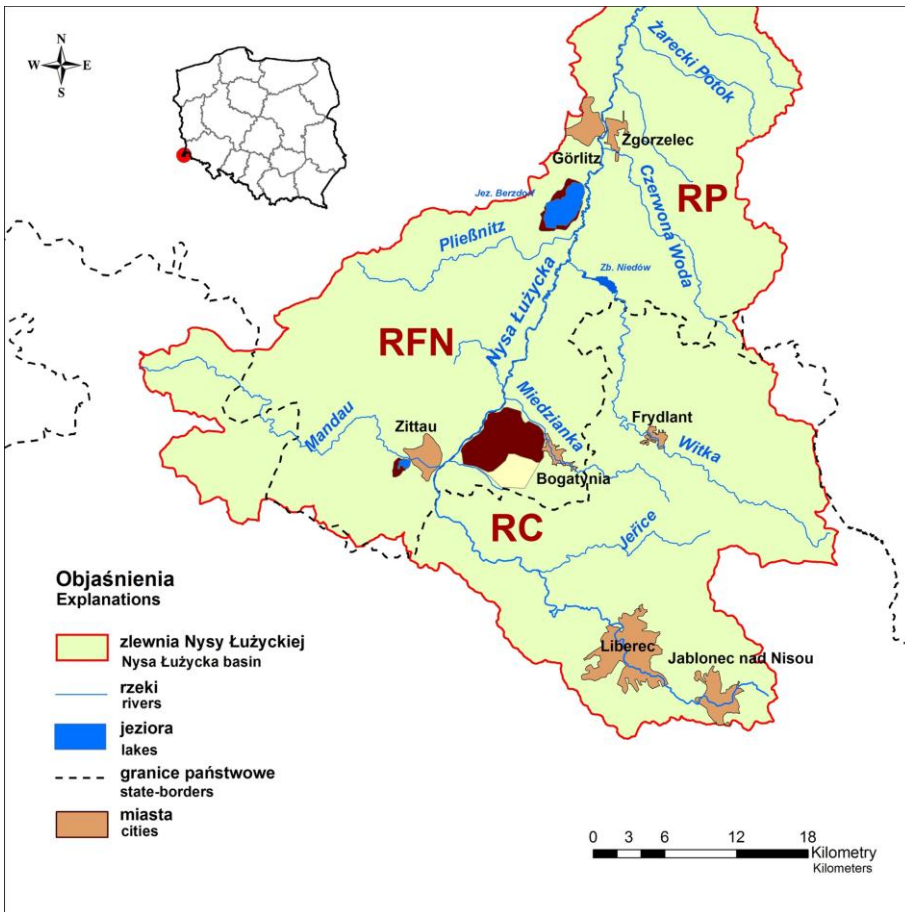 N
W E
S
Żarecki Potok
Görlitz
Zgorzelec
Jez. Berzdorf
Czerwona Woda
RP
Pließnitz
Zb. Niedów
Nysa Łużycka
RFN
Miedzianka
Frydlant
Mandau
Zittau
Witka
Bogatynia
RC
Jeřice
Liberec
Jablonec nad Nisou
Objaśnienia
Explanations
zlewnia Nysy Łużyckiej
Nysa Łużycka basin
rzeki
rivers
jeziora
lakes
granice państwowe
state-borders
miasta
cities
0 3 6 12 18
Kilometry
Kilometers